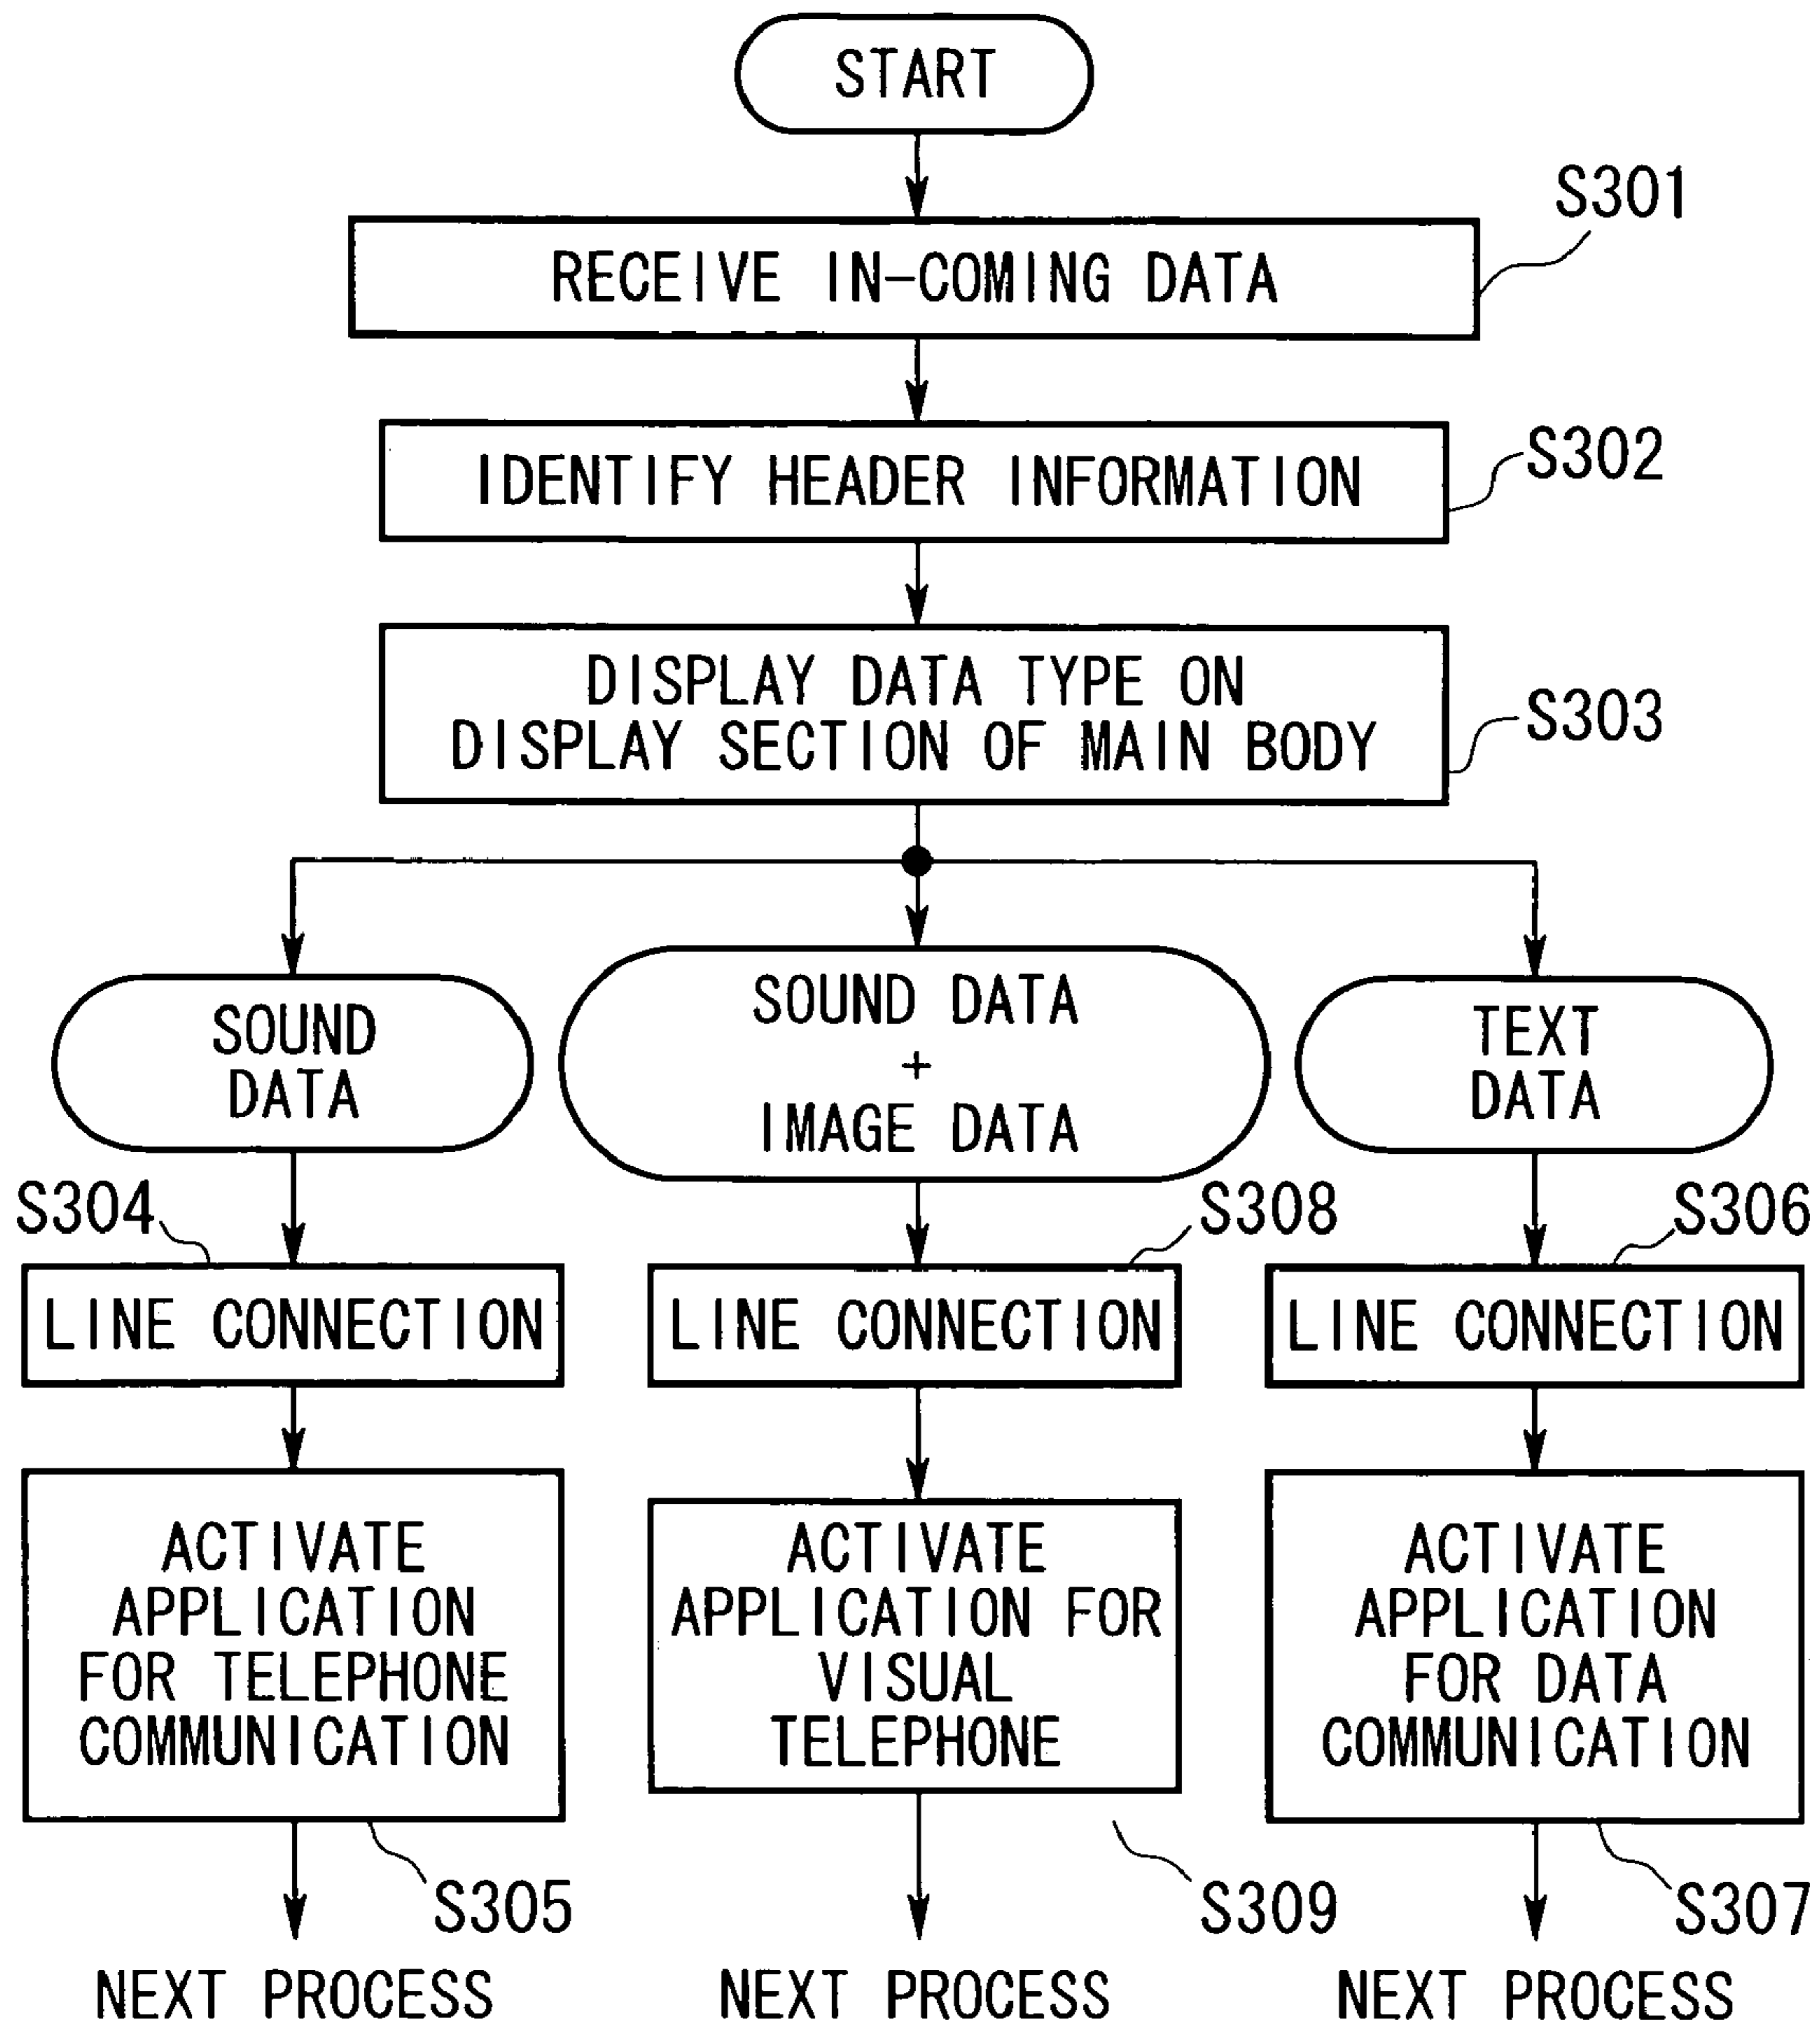 START
S301
RECEIVE IN-COMING DATA
S302
IDENTIFY HEADER INFORMATION
S303
DISPLAY DATA TYPE ON
DISPLAY SECTION OF MAIN BODY
SOUND
DATA
SOUND DATA
+
IMAGE DATA
TEXT
DATA
S304
LINE CONNECTION
S308
LINE CONNECTION
S306
LINE CONNECTION
ACTIVATE
APPLICATION
FOR TELEPHONE
COMMUNICATION
S305
ACTIVATE
APPLICATION FOR
VISUAL
TELEPHONE
S309
ACTIVATE
APPLICATION
FOR DATA
COMMUNICATION
S307
NEXT PROCESS
NEXT PROCESS
NEXT PROCESS